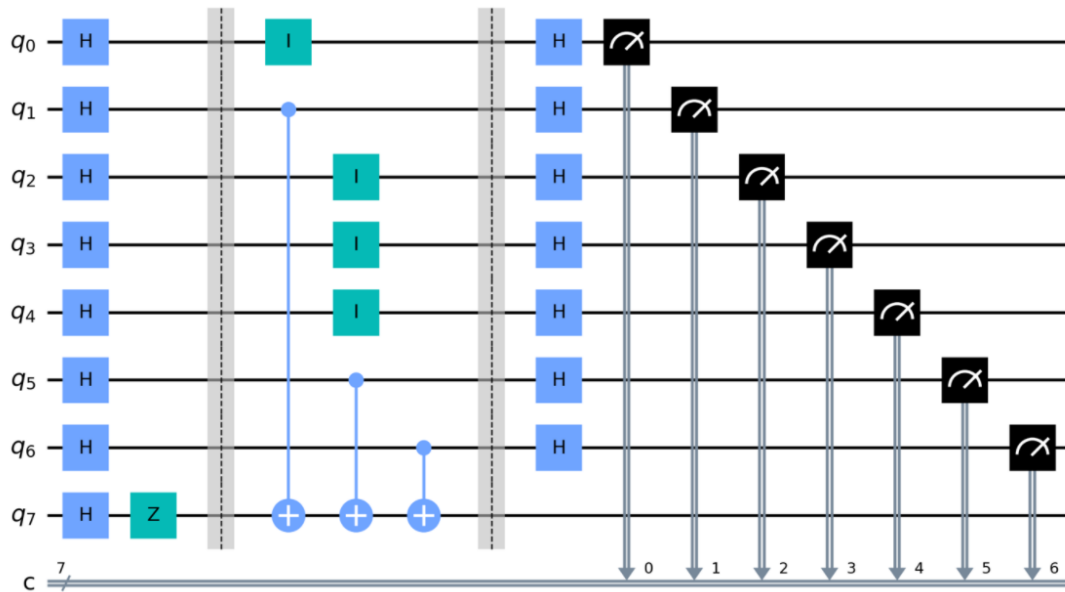 q0 H I H
q1 H H
q2 H I H
q3 H I H
q4 H I H
q5 H H
q6 H H
q7 H Z
7 0 1 2 3 4 5 6
c